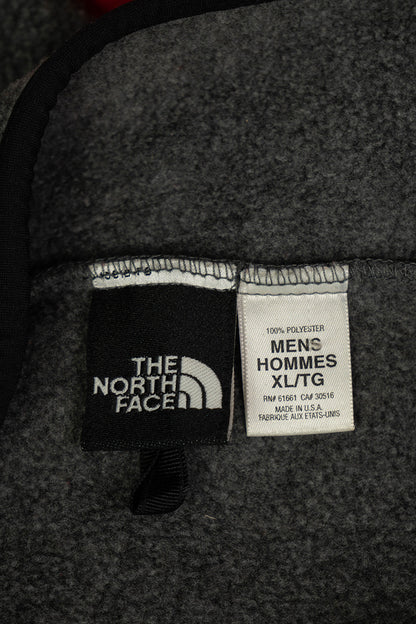 THE
NORTH
FACE
100% POLYESTER
MENS
HOMMES
XL/TG
RN# 61661 CA# 30516
MADE IN U.S.A.
FABRIQUE AUX ETATS-UNIS